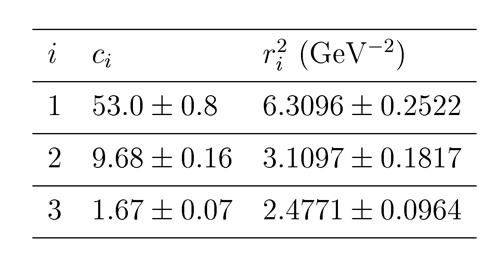 i c_i r_i^2 (GeV^−2)
1 53.0 ± 0.8 6.3096 ± 0.2522
2 9.68 ± 0.16 3.1097 ± 0.1817
3 1.67 ± 0.07 2.4771 ± 0.0964